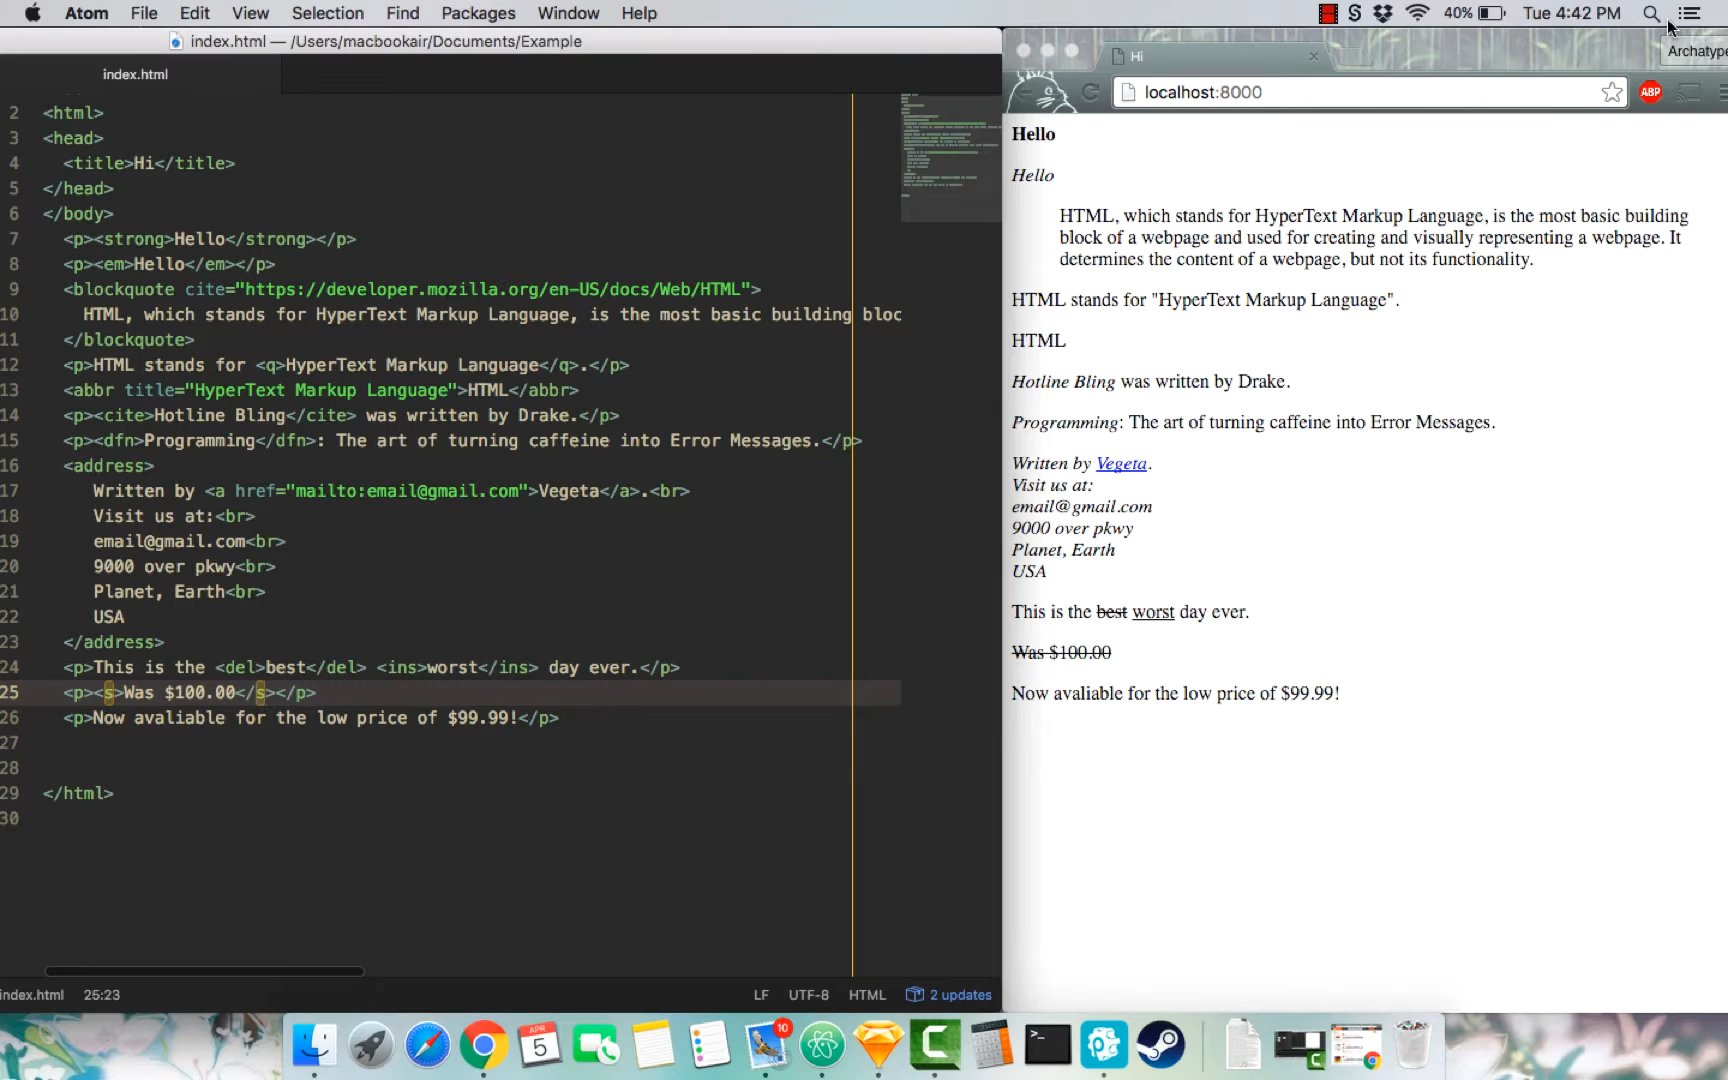 Atom File Edit View Selection Find Packages Window Help
S 40% Tue 4:42 PM
index.html — /Users/macbookair/Documents/Example
index.html
2 <html>
3 <head>
4 <title>Hi</title>
5 </head>
6 </body>
7 <p><strong>Hello</strong></p>
8 <p><em>Hello</em></p>
9 <blockquote cite="https://developer.mozilla.org/en-US/docs/Web/HTML">
10 HTML, which stands for HyperText Markup Language, is the most basic building bloc
11 </blockquote>
12 <p>HTML stands for <q>HyperText Markup Language</q>.</p>
13 <abbr title="HyperText Markup Language">HTML</abbr>
14 <p><cite>Hotline Bling</cite> was written by Drake.</p>
15 <p><dfn>Programming</dfn>: The art of turning caffeine into Error Messages.</p>
16 <address>
17 Written by <a href="mailto:email@gmail.com">Vegeta</a>.<br>
18 Visit us at:<br>
19 email@gmail.com<br>
20 9000 over pkwy<br>
21 Planet, Earth<br>
22 USA
23 </address>
24 <p>This is the <del>best</del> <ins>worst</ins> day ever.</p>
25 <p><s>Was $100.00</s></p>
26 <p>Now avaliable for the low price of $99.99!</p>
27
28
29 </html>
30
index.html 25:23 LF UTF-8 HTML 2 updates
Hi
Archatype
localhost:8000
ABP
Hello
Hello
HTML, which stands for HyperText Markup Language, is the most basic building
block of a webpage and used for creating and visually representing a webpage. It
determines the content of a webpage, but not its functionality.
HTML stands for "HyperText Markup Language".
HTML
Hotline Bling was written by Drake.
Programming: The art of turning caffeine into Error Messages.
Written by Vegeta.
Visit us at:
email@gmail.com
9000 over pkwy
Planet, Earth
USA
This is the best worst day ever.
Was $100.00
Now avaliable for the low price of $99.99!
APR
5
10
C
>_